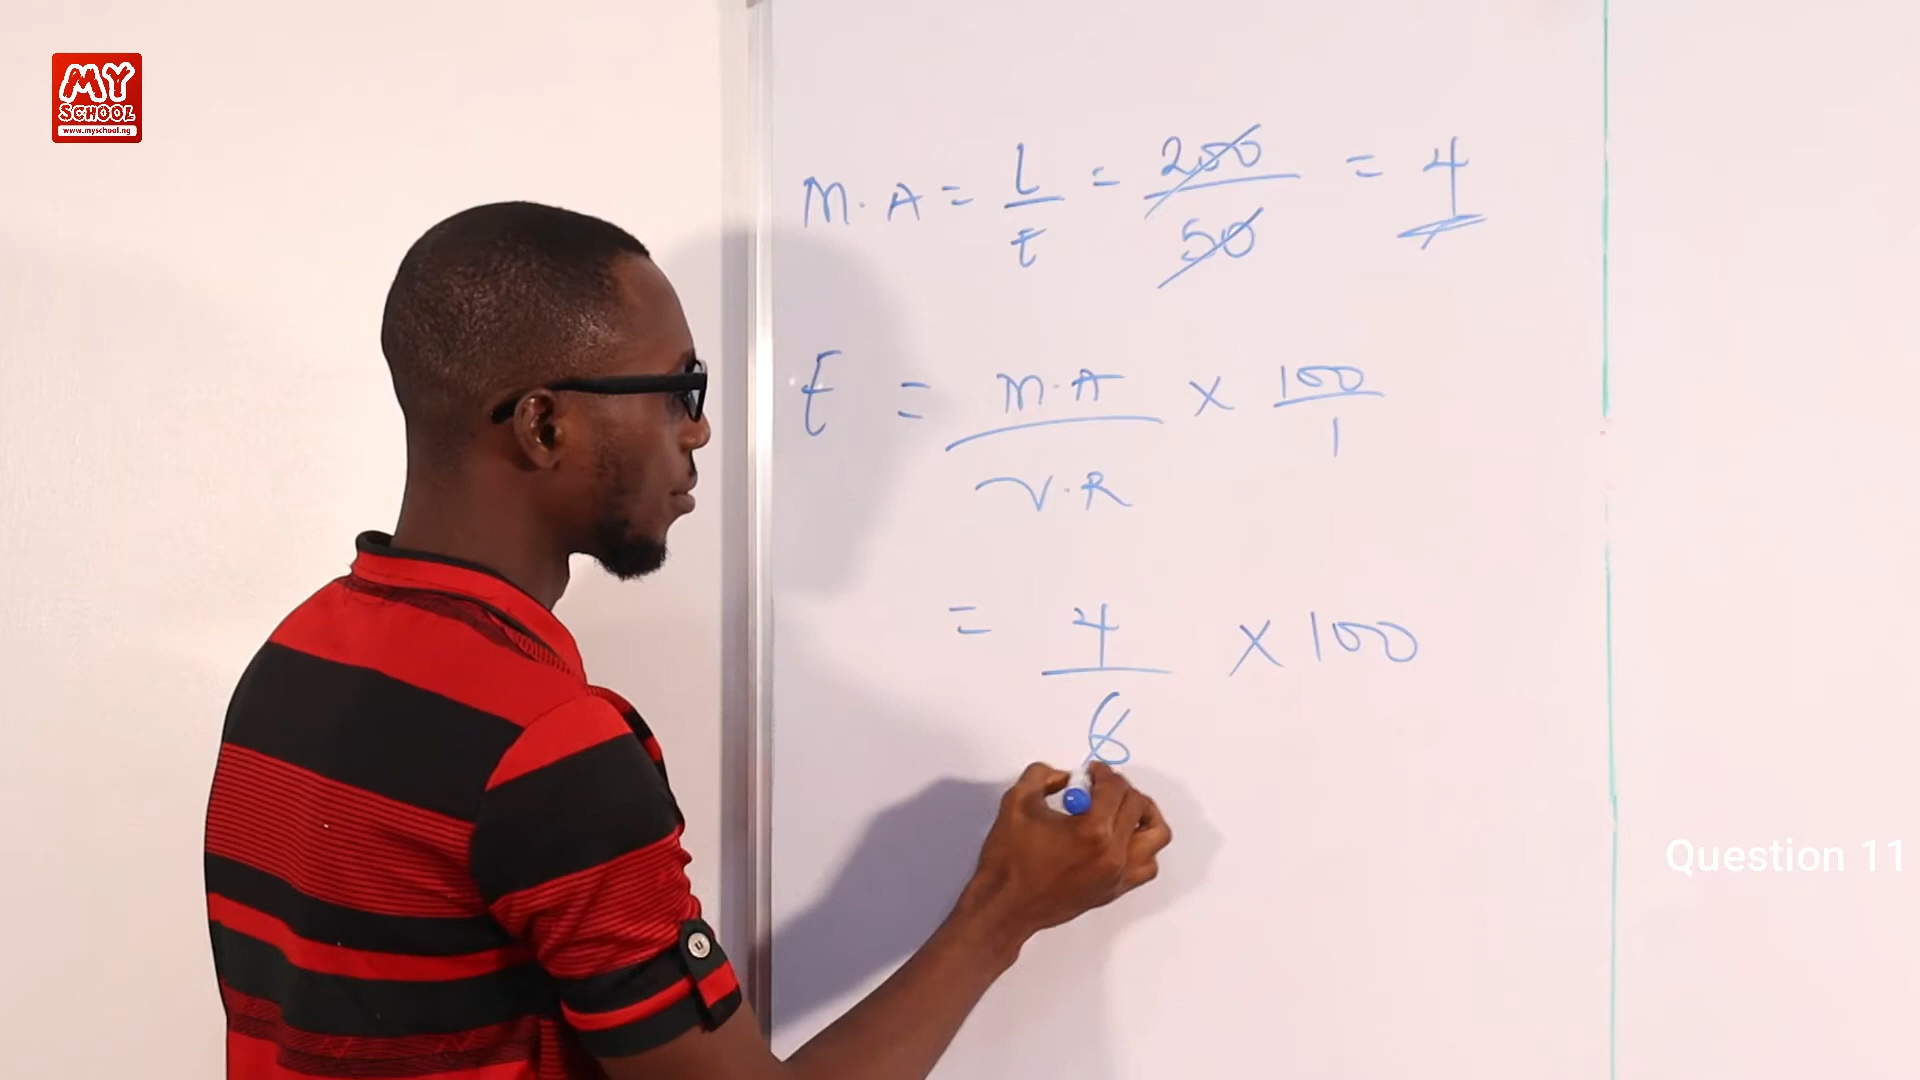 MY
SCHOOL
www.myschool.ng
M.A = L/E = 200/50 = 4
E = M.A/V.R × 100/1
= 4/6 × 100
Question 11